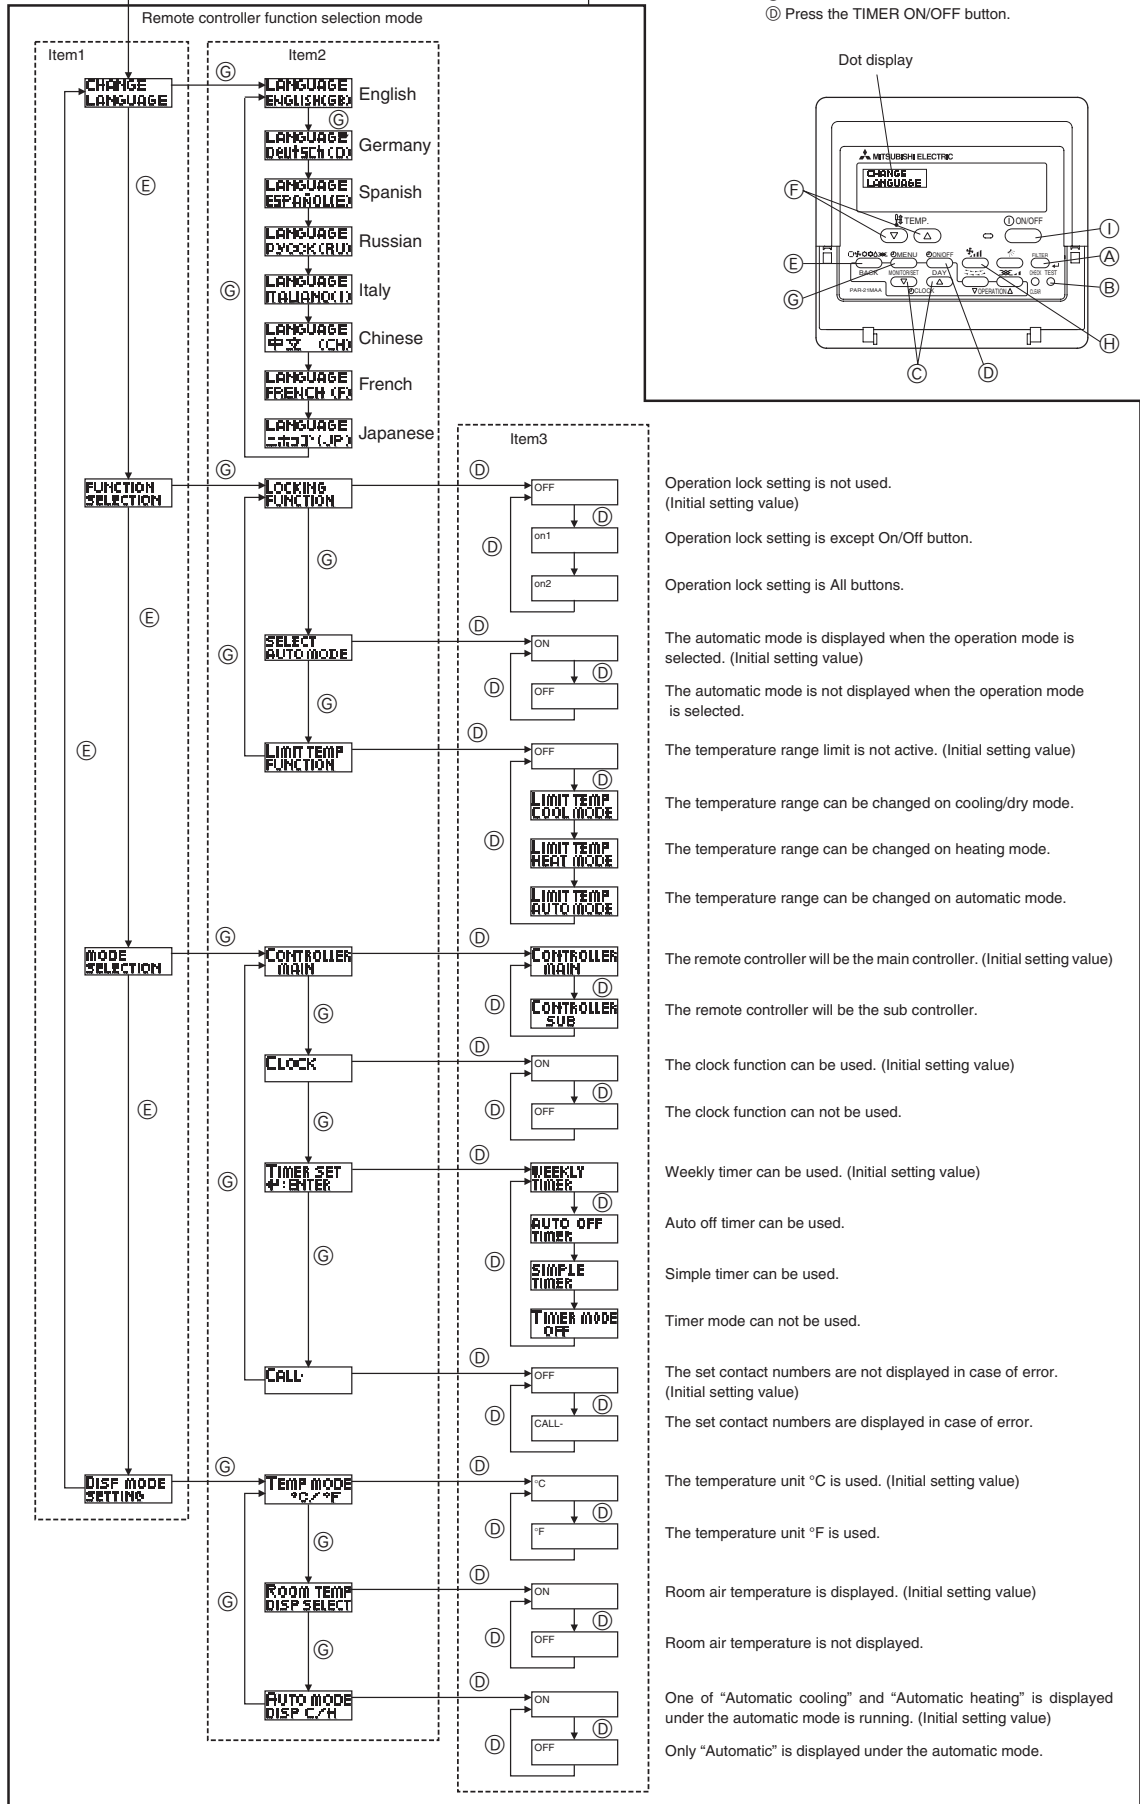 Ⓓ Press the TIMER ON/OFF button.
Remote controller function selection mode
Dot display
MITSUBISHI ELECTRIC
CHANGE
LANGUAGE
TEMP.
ON/OFF
MENU
ON/OFF
FILTER
BACK
MONITOR/SET
DAY
CHECK TEST
PAR-21MAA
CLOCK
▽OPERATION△
CLEAR
Ⓕ
Ⓔ
Ⓖ
Ⓒ
Ⓓ
Ⓘ
Ⓐ
Ⓑ
Ⓗ
Item1
Item2
Item3
CHANGE
LANGUAGE
Ⓔ
Ⓖ
LANGUAGE
ENGLISH(GB)
English
Ⓖ
LANGUAGE
Deutsch(D)
Germany
LANGUAGE
ESPAÑOL(E)
Spanish
LANGUAGE
РУССК(RU)
Russian
Ⓖ
LANGUAGE
ITALIANO(I)
Italy
LANGUAGE
中文 (CH)
Chinese
LANGUAGE
FRENCH (F)
French
LANGUAGE
ニホンゴ(JP)
Japanese
FUNCTION
SELECTION
Ⓔ
Ⓔ
Ⓖ
LOCKING
FUNCTION
Ⓖ
Ⓓ
OFF
Operation lock setting is not used.
(Initial setting value)
Ⓓ
Ⓓ
on1
Operation lock setting is except On/Off button.
on2
Operation lock setting is All buttons.
Ⓖ
SELECT
AUTO MODE
Ⓖ
Ⓓ
ON
The automatic mode is displayed when the operation mode is
selected. (Initial setting value)
Ⓓ
Ⓓ
OFF
The automatic mode is not displayed when the operation mode
is selected.
LIMIT TEMP
FUNCTION
Ⓓ
OFF
The temperature range limit is not active. (Initial setting value)
Ⓓ
Ⓓ
LIMIT TEMP
COOL MODE
The temperature range can be changed on cooling/dry mode.
LIMIT TEMP
HEAT MODE
The temperature range can be changed on heating mode.
LIMIT TEMP
AUTO MODE
The temperature range can be changed on automatic mode.
MODE
SELECTION
Ⓔ
Ⓖ
CONTROLLER
MAIN
Ⓖ
Ⓓ
CONTROLLER
MAIN
The remote controller will be the main controller. (Initial setting value)
Ⓓ
Ⓓ
CONTROLLER
SUB
The remote controller will be the sub controller.
CLOCK
Ⓖ
Ⓓ
ON
The clock function can be used. (Initial setting value)
Ⓓ
Ⓓ
OFF
The clock function can not be used.
Ⓖ
TIMER SET
↵:ENTER
Ⓖ
Ⓓ
WEEKLY
TIMER
Weekly timer can be used. (Initial setting value)
Ⓓ
Ⓓ
AUTO OFF
TIMER
Auto off timer can be used.
SIMPLE
TIMER
Simple timer can be used.
TIMER MODE
OFF
Timer mode can not be used.
CALL-
Ⓓ
OFF
The set contact numbers are not displayed in case of error.
(Initial setting value)
Ⓓ
Ⓓ
CALL-
The set contact numbers are displayed in case of error.
DISP MODE
SETTING
Ⓖ
TEMP MODE
°C/°F
Ⓖ
Ⓓ
°C
The temperature unit °C is used. (Initial setting value)
Ⓓ
Ⓓ
°F
The temperature unit °F is used.
Ⓖ
ROOM TEMP
DISP SELECT
Ⓖ
Ⓓ
ON
Room air temperature is displayed. (Initial setting value)
Ⓓ
Ⓓ
OFF
Room air temperature is not displayed.
AUTO MODE
DISP C/H
Ⓓ
ON
One of “Automatic cooling” and “Automatic heating” is displayed
under the automatic mode is running. (Initial setting value)
Ⓓ
Ⓓ
OFF
Only “Automatic” is displayed under the automatic mode.